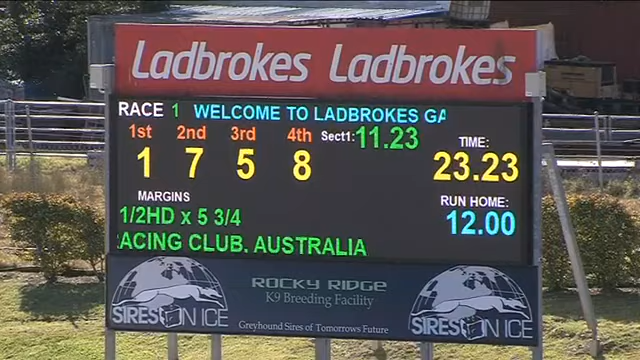 Ladbrokes Ladbrokes
RACE 1 WELCOME TO LADBROKES GA
1st 2nd 3rd 4th Sect1: 11.23 TIME:
1 7 5 8 23.23
MARGINS RUN HOME:
1/2HD x 5 3/4 12.00
RACING CLUB. AUSTRALIA
SIRES ON ICE
ROCKY RIDGE
K9 Breeding Facility
Greyhound Sires of Tomorrows Future
SIRES ON ICE